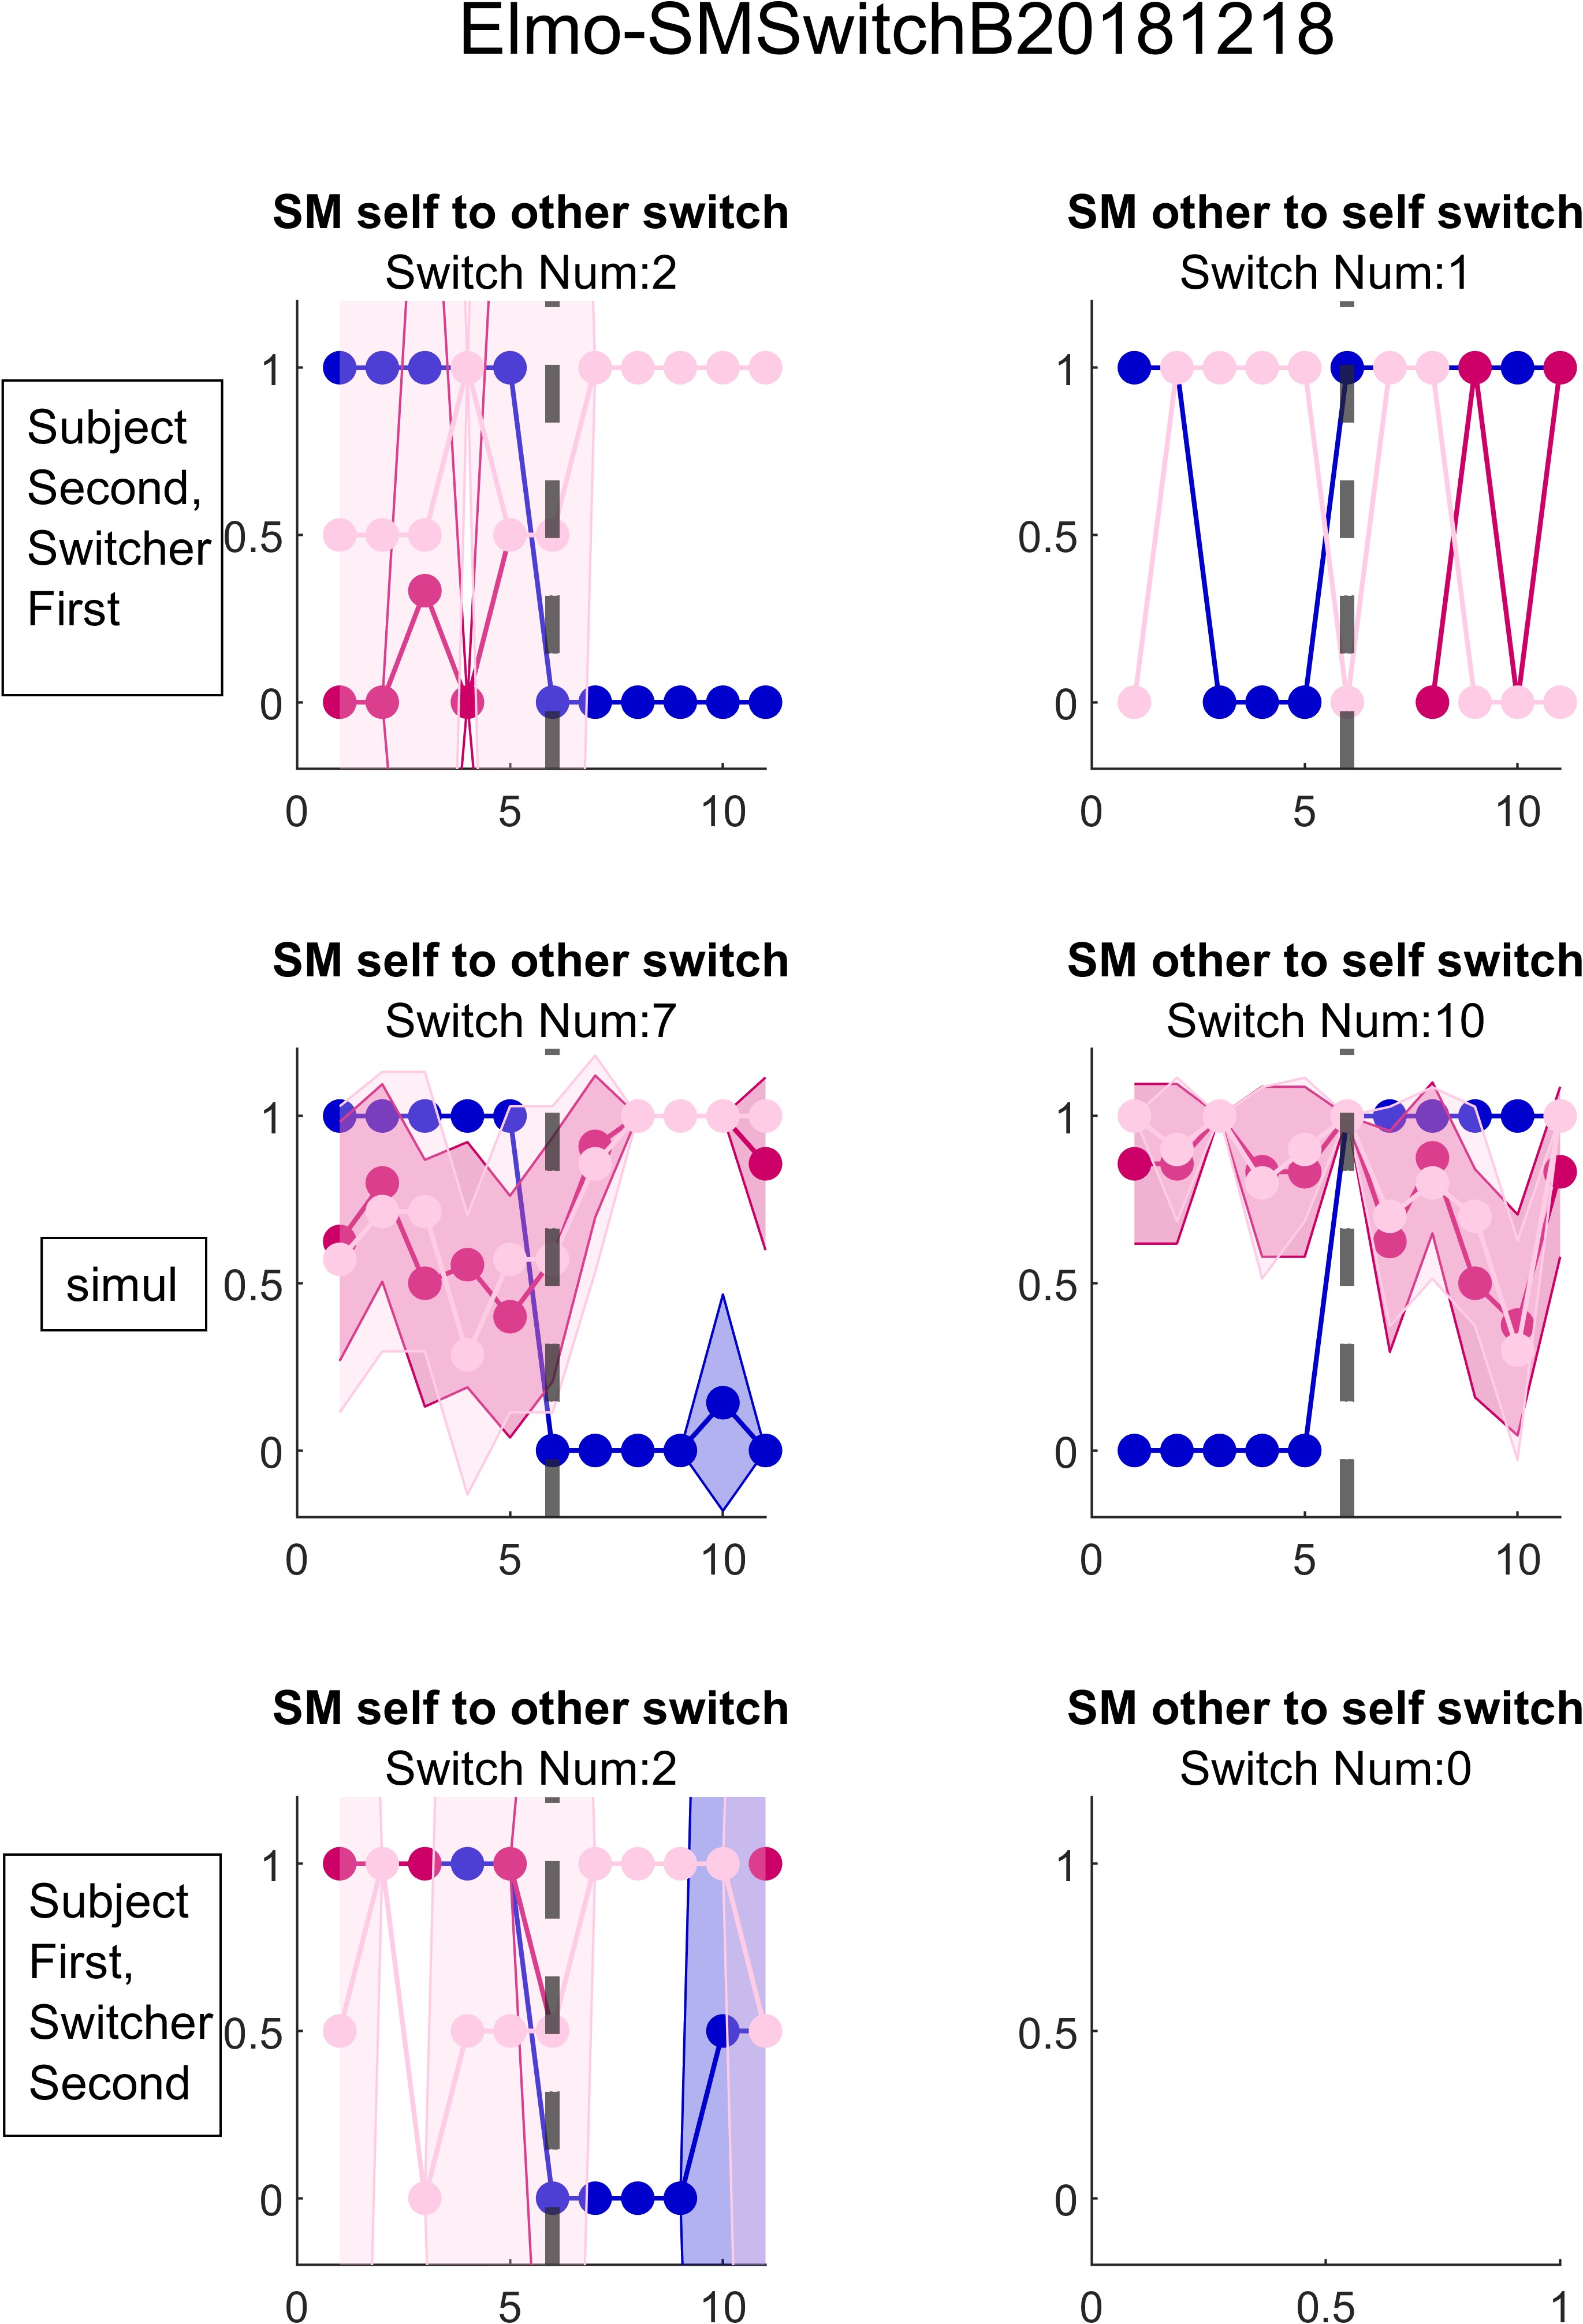 Elmo-SMSwitchB20181218
SM self to other switch
Switch Num:2
SM other to self switch
Switch Num:1
Subject
Second,
Switcher
First
1
0.5
0
0
5
10
1
0.5
0
0
5
10
SM self to other switch
Switch Num:7
SM other to self switch
Switch Num:10
simul
1
0.5
0
0
5
10
1
0.5
0
0
5
10
SM self to other switch
Switch Num:2
SM other to self switch
Switch Num:0
Subject
First,
Switcher
Second
1
0.5
0
0
5
10
1
0.5
0
0
0.5
1